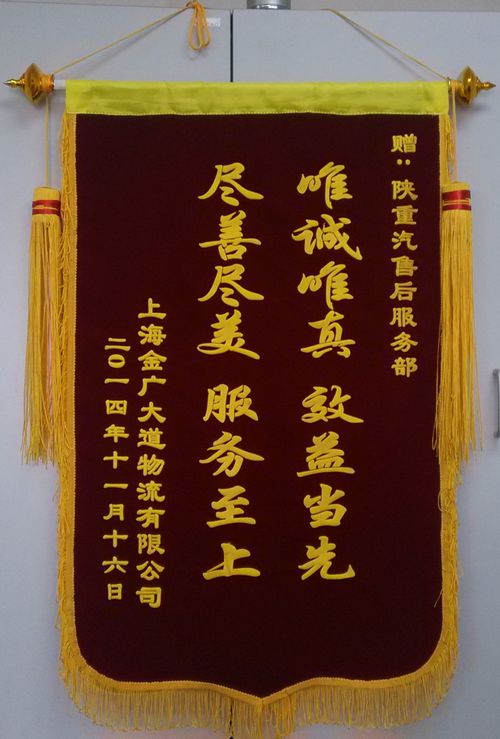 赠:陕重汽售后服务部
唯诚唯真 效益当先
尽善尽美 服务至上
上海金广大道物流有限公司
二〇一四年十一月十六日